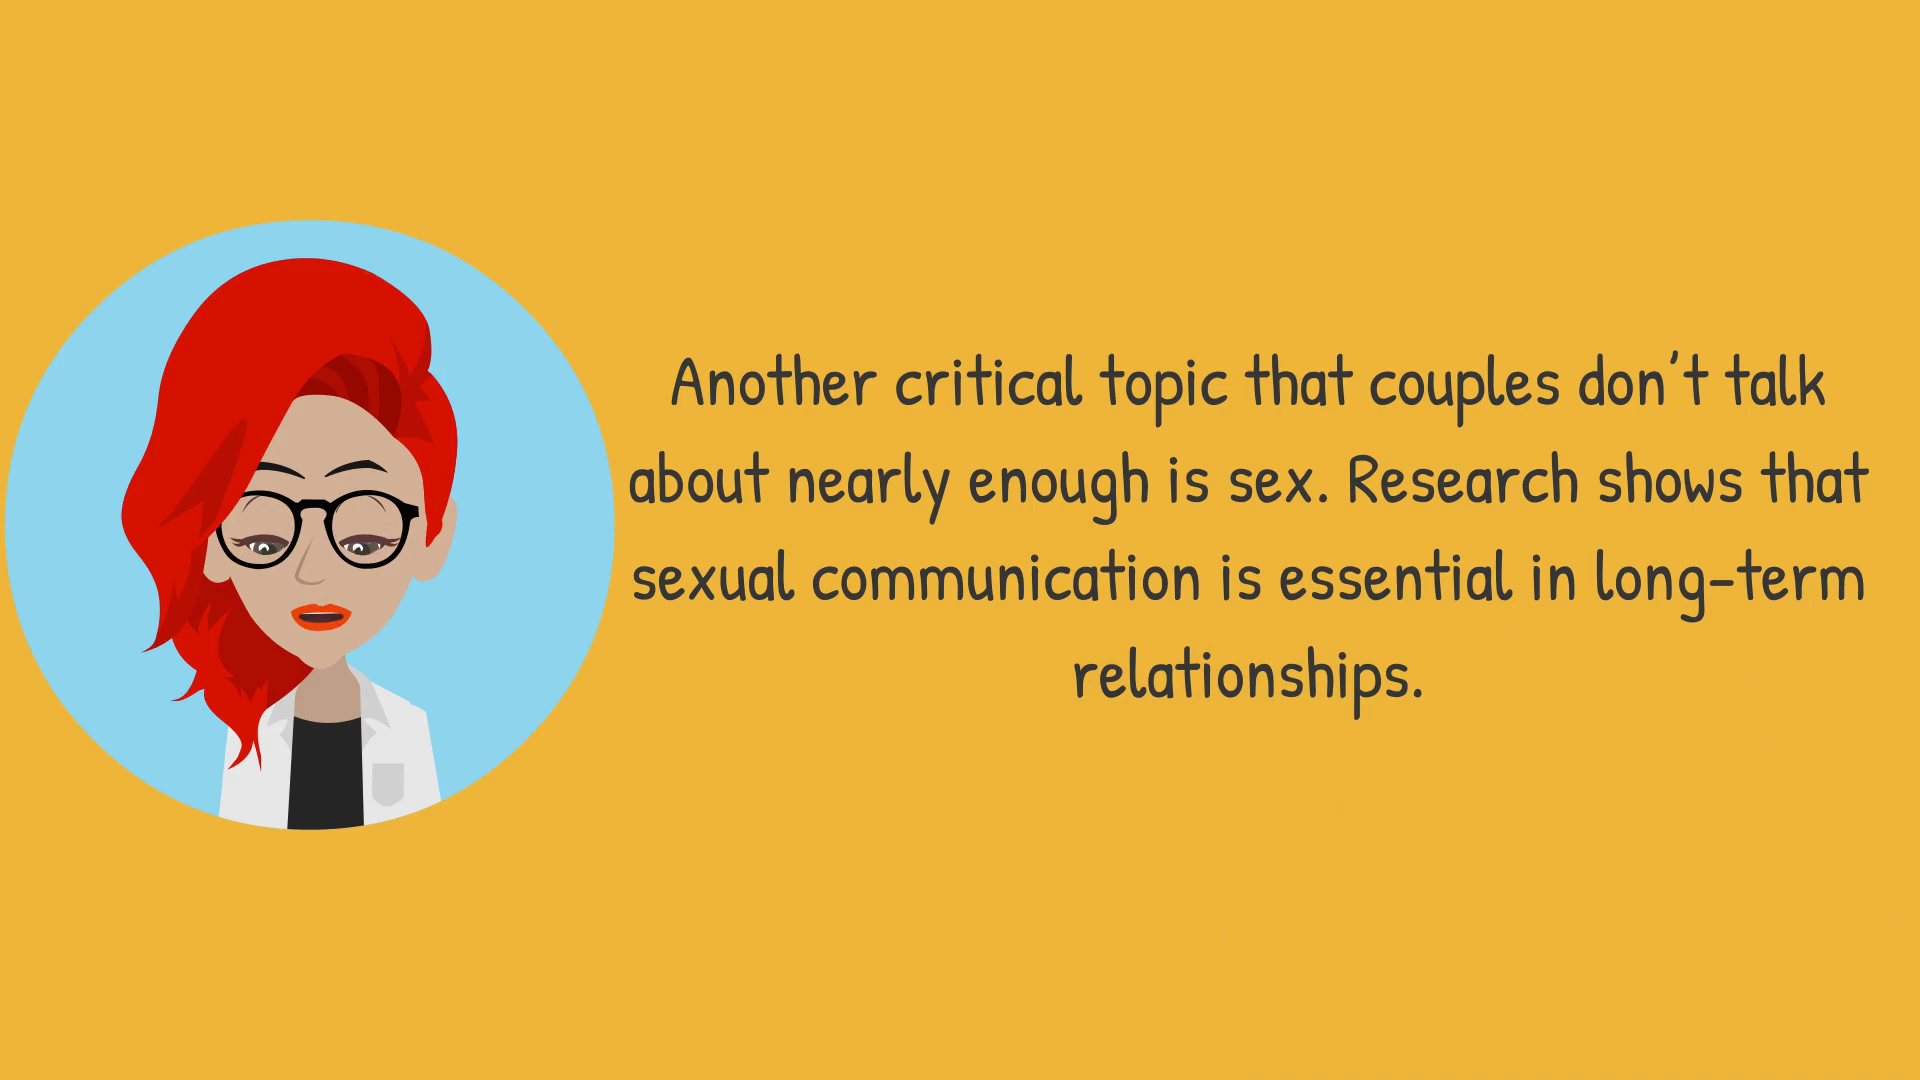 Another critical topic that couples don't talk
about nearly enough is sex. Research shows that
sexual communication is essential in long-term
relationships.